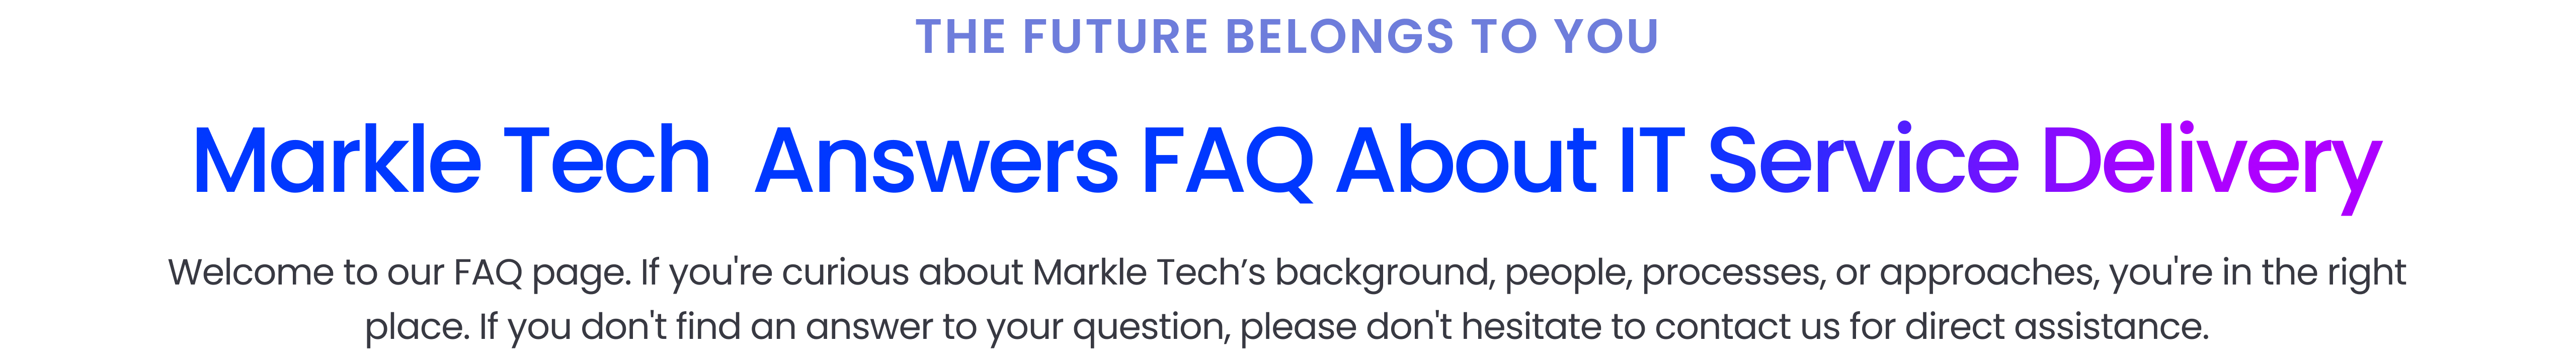 THE FUTURE BELONGS TO YOU
Markle Tech  Answers FAQ About IT Service Delivery
Welcome to our FAQ page. If you're curious about Markle Tech’s background, people, processes, or approaches, you're in the right
place. If you don't find an answer to your question, please don't hesitate to contact us for direct assistance.